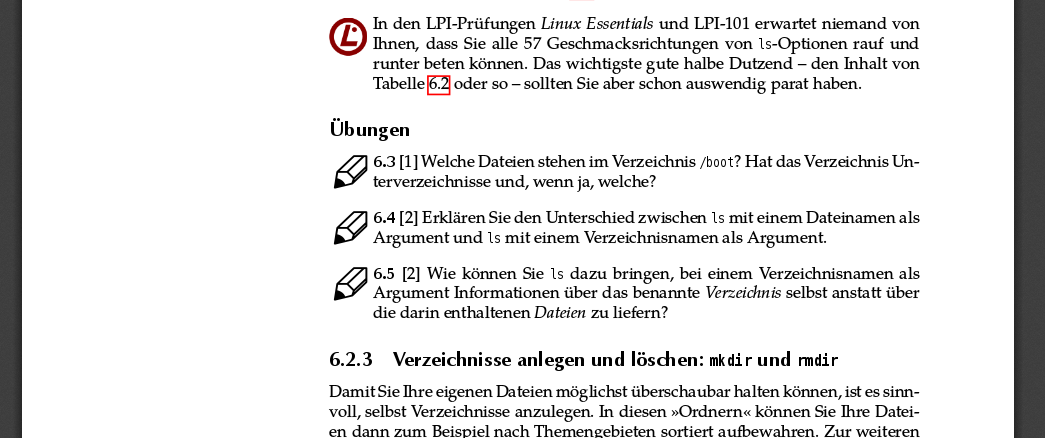 In den LPI-Prüfungen Linux Essentials und LPI-101 erwartet niemand von
Ihnen, dass Sie alle 57 Geschmacksrichtungen von ls-Optionen rauf und
runter beten können. Das wichtigste gute halbe Dutzend – den Inhalt von
Tabelle 6.2 oder so – sollten Sie aber schon auswendig parat haben.
Übungen
6.3 [1] Welche Dateien stehen im Verzeichnis /boot? Hat das Verzeichnis Un-
terverzeichnisse und, wenn ja, welche?
6.4 [2] Erklären Sie den Unterschied zwischen ls mit einem Dateinamen als
Argument und ls mit einem Verzeichnisnamen als Argument.
6.5 [2] Wie können Sie ls dazu bringen, bei einem Verzeichnisnamen als
Argument Informationen über das benannte Verzeichnis selbst anstatt über
die darin enthaltenen Dateien zu liefern?
6.2.3 Verzeichnisse anlegen und löschen: mkdir und rmdir
Damit Sie Ihre eigenen Dateien möglichst überschaubar halten können, ist es sinn-
voll, selbst Verzeichnisse anzulegen. In diesen »Ordnern« können Sie Ihre Datei-
en dann zum Beispiel nach Themengebieten sortiert aufbewahren. Zur weiteren